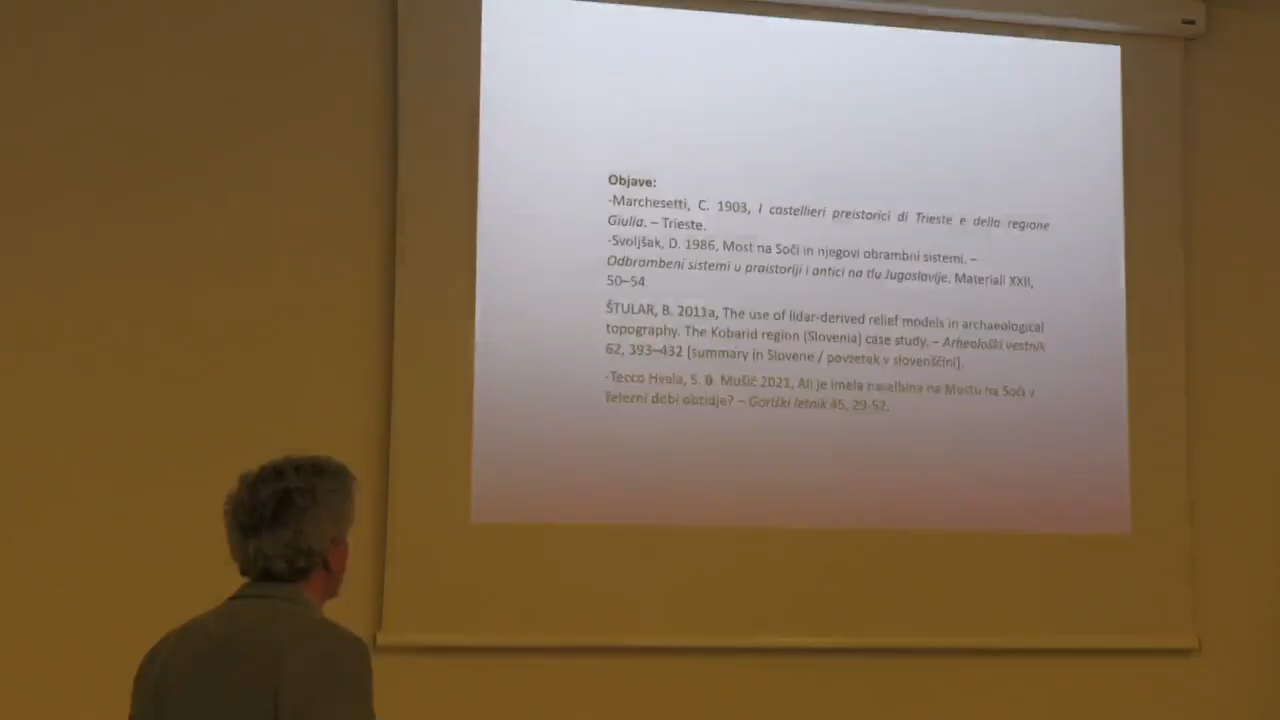 Objave:
-Marchesetti, C. 1903, I castellieri preistorici di Trieste e della regione
Giulia. – Trieste.
-Svoljšak, D. 1986, Most na Soči in njegovi obrambni sistemi. –
Odbrambeni sistemi u praistoriji i antici na tlu Jugoslavije, Materiali XXII,
50–54.
ŠTULAR, B. 2013a, The use of lidar-derived relief models in archaeological
topography. The Kobarid region (Slovenia) case study. – Arheološki vestnik
62, 393–432 [summary in Slovene / povzetek v slovenščini].
-Tecco Hvala, S. B. Mušič 2021, Ali je imela naselbina na Mostu na Soči v
železni dobi obzidje? – Goriški letnik 45, 29-52.